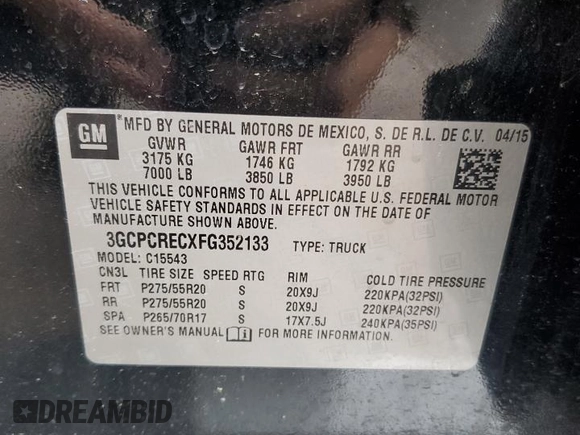 GM MFD BY GENERAL MOTORS DE MEXICO, S. DE R.L. DE C.V. 04/15
GVWR GAWR FRT GAWR RR
3175 KG 1746 KG 1792 KG
7000 LB 3850 LB 3950 LB
THIS VEHICLE CONFORMS TO ALL APPLICABLE U.S. FEDERAL MOTOR
VEHICLE SAFETY STANDARDS IN EFFECT ON THE DATE OF
MANUFACTURE SHOWN ABOVE.
3GCPCRECXFG352133 TYPE: TRUCK
MODEL: C15543
CN3L TIRE SIZE SPEED RTG RIM COLD TIRE PRESSURE
FRT P275/55R20 S 20X9J 220KPA(32PSI)
RR P275/55R20 S 20X9J 220KPA(32PSI)
SPA P265/70R17 S 17X7.5J 240KPA(35PSI)
SEE OWNER'S MANUAL FOR MORE INFORMATION.
DREAMBID